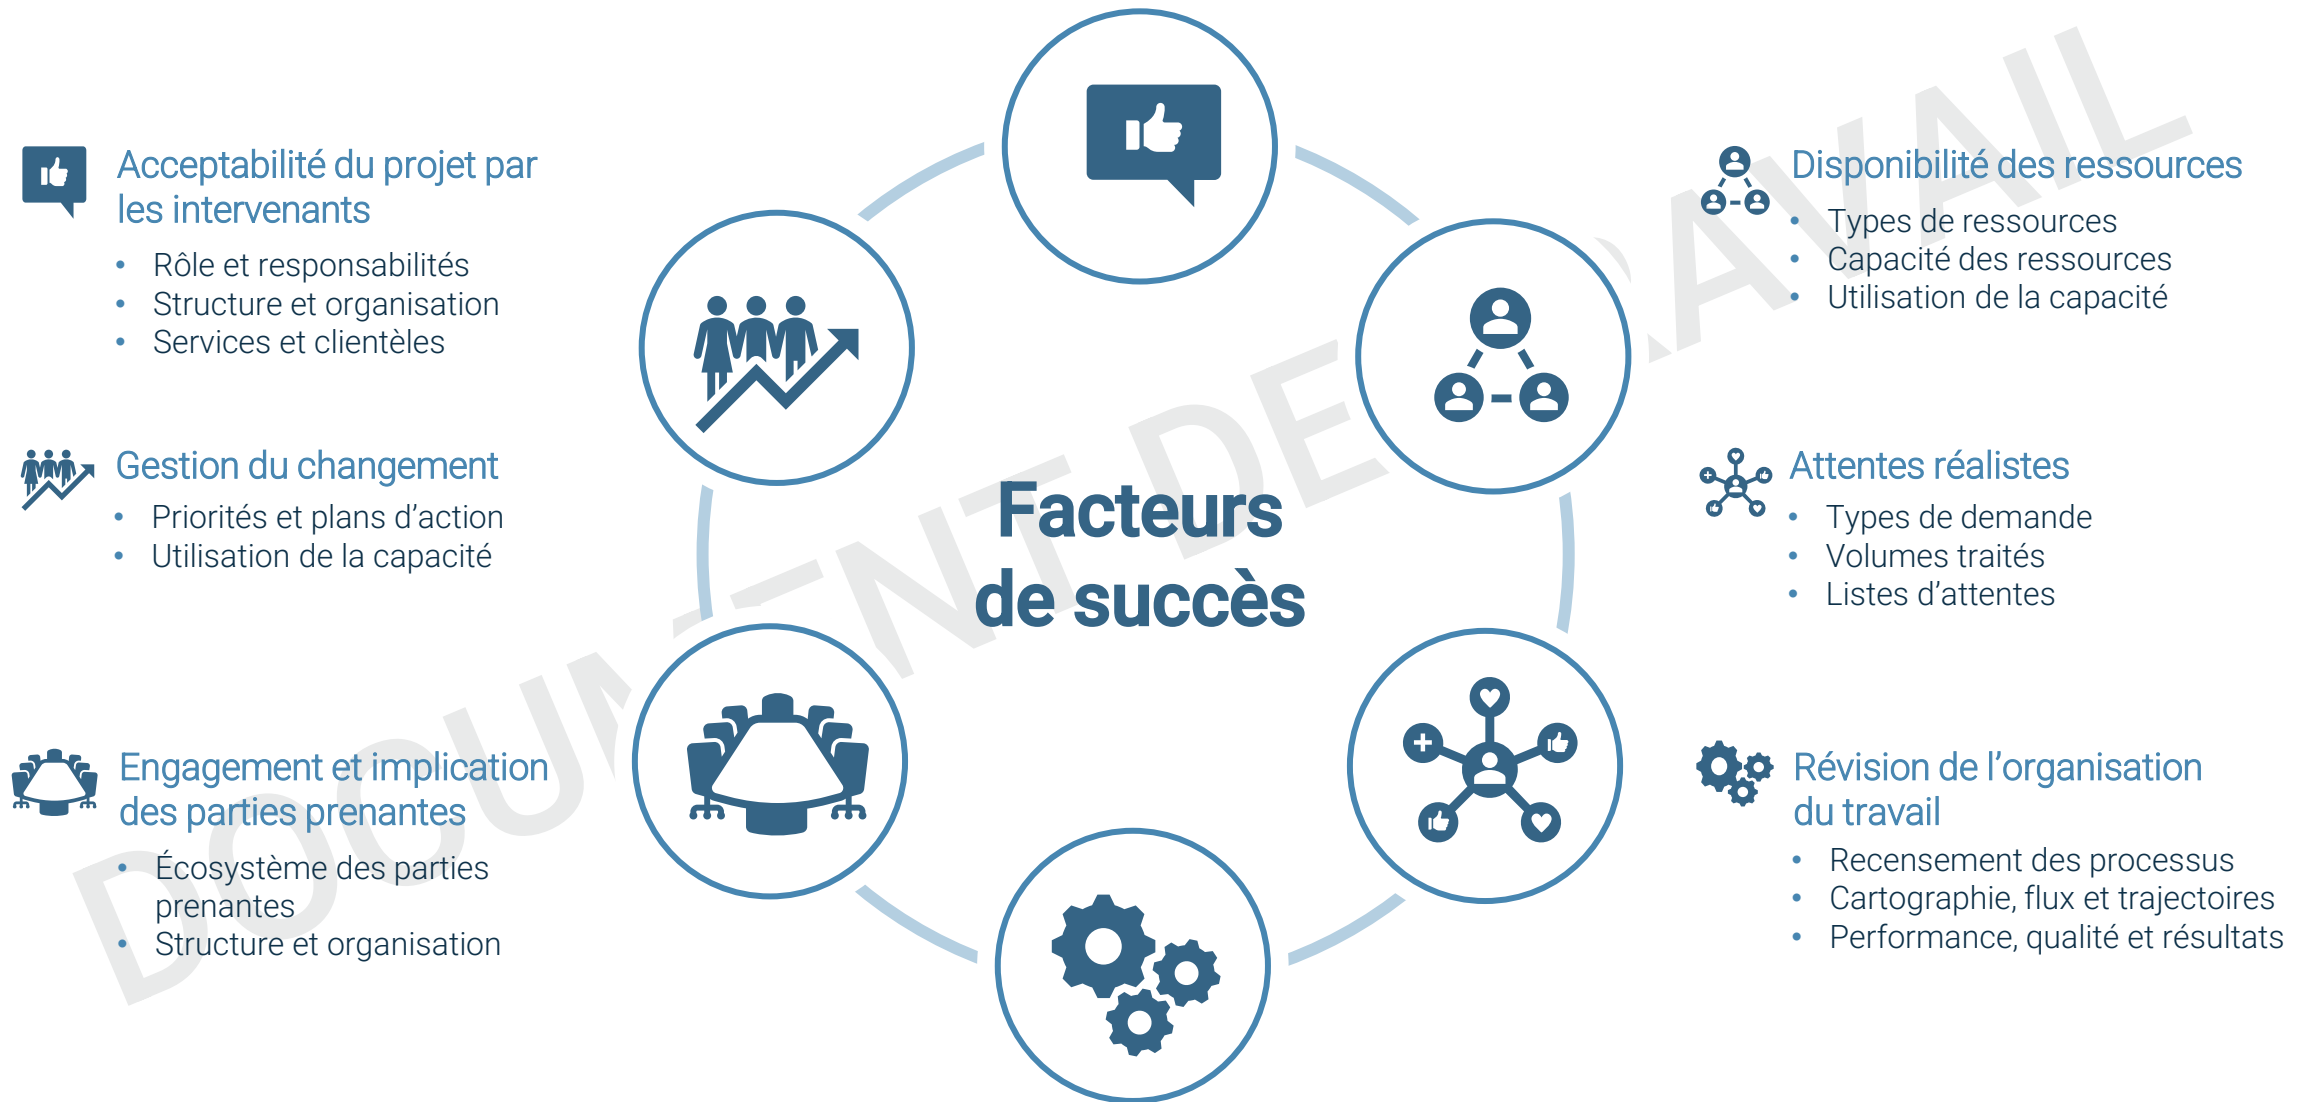 Acceptabilité du projet par
les intervenants
• Rôle et responsabilités
• Structure et organisation
• Services et clientèles
Gestion du changement
• Priorités et plans d’action
• Utilisation de la capacité
Engagement et implication
des parties prenantes
• Écosystème des parties
prenantes
• Structure et organisation
Facteurs
de succès
Disponibilité des ressources
• Types de ressources
• Capacité des ressources
• Utilisation de la capacité
Attentes réalistes
• Types de demande
• Volumes traités
• Listes d’attentes
Révision de l’organisation
du travail
• Recensement des processus
• Cartographie, flux et trajectoires
• Performance, qualité et résultats
DOCUMENT DE TRAVAIL